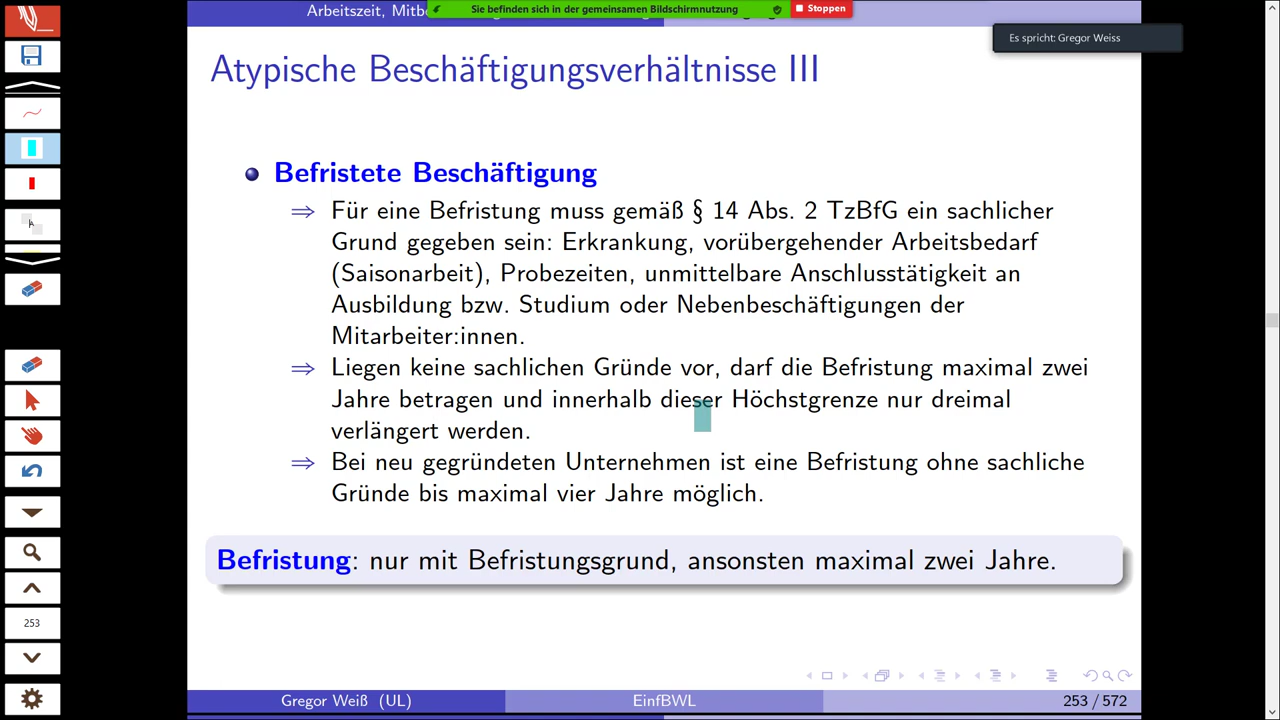 Arbeitszeit, Mitb
Sie befinden sich in der gemeinsamen Bildschirmnutzung
Stoppen
Es spricht: Gregor Weiss
Atypische Beschäftigungsverhältnisse III
Befristete Beschäftigung
⇒ Für eine Befristung muss gemäß § 14 Abs. 2 TzBfG ein sachlicher
Grund gegeben sein: Erkrankung, vorübergehender Arbeitsbedarf
(Saisonarbeit), Probezeiten, unmittelbare Anschlusstätigkeit an
Ausbildung bzw. Studium oder Nebenbeschäftigungen der
Mitarbeiter:innen.
⇒ Liegen keine sachlichen Gründe vor, darf die Befristung maximal zwei
Jahre betragen und innerhalb dieser Höchstgrenze nur dreimal
verlängert werden.
⇒ Bei neu gegründeten Unternehmen ist eine Befristung ohne sachliche
Gründe bis maximal vier Jahre möglich.
Befristung: nur mit Befristungsgrund, ansonsten maximal zwei Jahre.
253
Gregor Weiß (UL)
EinfBWL
253 / 572